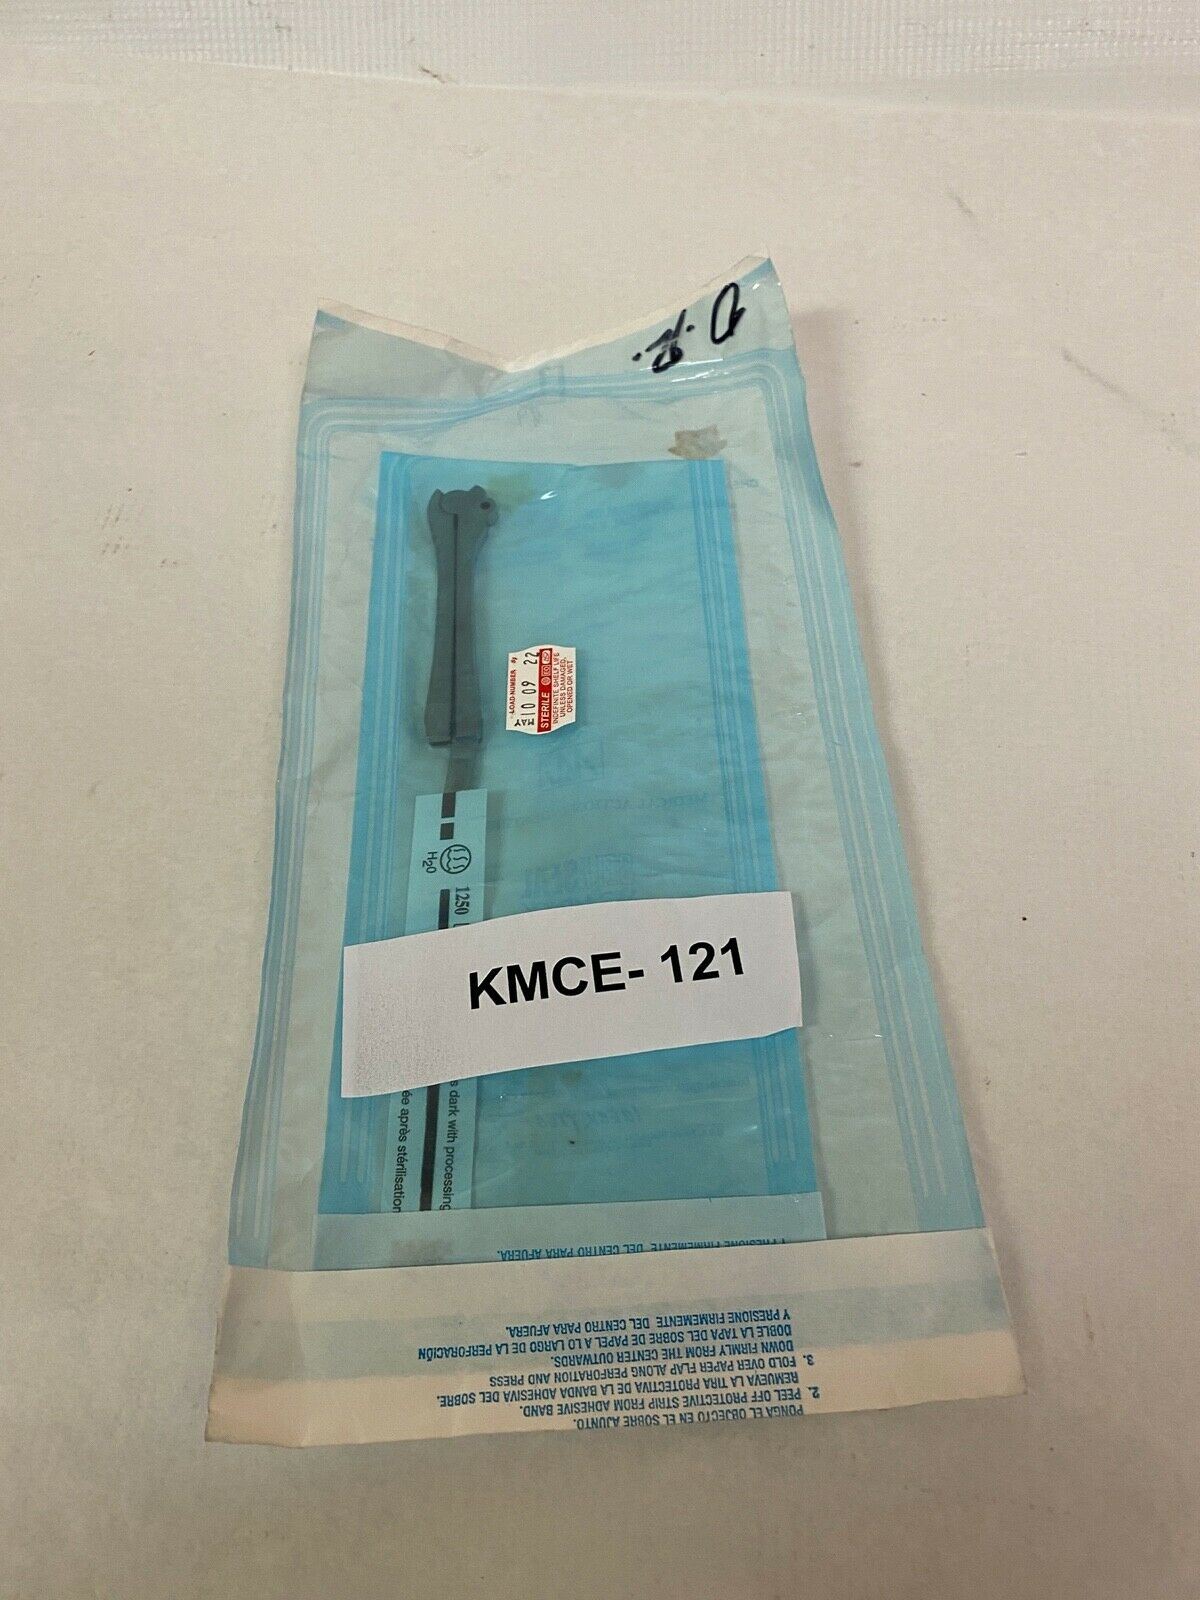 LOAD NUMBER
MAY 10 09 22
STERILE
INDEFINITE SHELF LIFE
UNLESS DAMAGED,
OPENED OR WET
H2O
1250
KMCE- 121
dark with processing
après stérilisation
Y PRESIONE FIRMEMENTE DEL CENTRO PARA AFUERA.
PONGA EL OBJECTO EN EL SOBRE AJUNTO.
2. PEEL OFF PROTECTIVE STRIP FROM ADHESIVE BAND.
REMUEVA LA TIRA PROTECTIVA DE LA BANDA ADHESIVA DEL SOBRE.
3. FOLD OVER PAPER FLAP ALONG PERFORATION AND PRESS
DOWN FIRMLY FROM THE CENTER OUTWARDS.
DOBLE LA TAPA DEL SOBRE DE PAPEL A LO LARGO DE LA PERFORACIÓN
Y PRESIONE FIRMEMENTE DEL CENTRO PARA AFUERA.